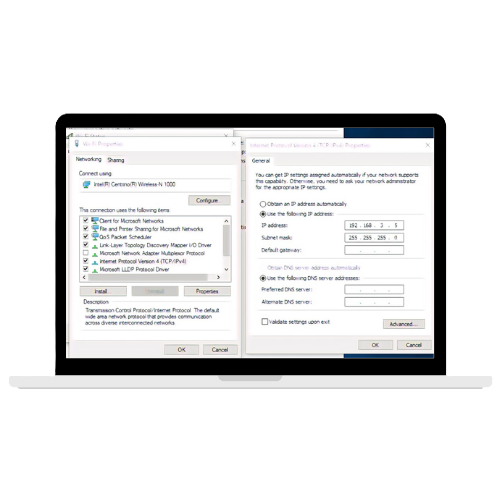 Wi-Fi Properties
Networking Sharing
Connect using:
Intel(R) Centrino(R) Wireless-N 1000
Configure...
This connection uses the following items:
Client for Microsoft Networks
File and Printer Sharing for Microsoft Networks
QoS Packet Scheduler
Link-Layer Topology Discovery Mapper I/O Driver
Microsoft Network Adapter Multiplexor Protocol
Internet Protocol Version 4 (TCP/IPv4)
Microsoft LLDP Protocol Driver
Install...
Uninstall
Properties
Description
Transmission Control Protocol/Internet Protocol. The default
wide area network protocol that provides communication
across diverse interconnected networks.
OK Cancel
Internet Protocol Version 4 (TCP/IPv4) Properties
General
You can get IP settings assigned automatically if your network supports
this capability. Otherwise, you need to ask your network administrator
for the appropriate IP settings.
Obtain an IP address automatically
Use the following IP address:
IP address: 192 . 168 . 2 . 5
Subnet mask: 255 . 255 . 255 . 0
Default gateway: . . .
Obtain DNS server address automatically
Use the following DNS server addresses:
Preferred DNS server: . . .
Alternate DNS server: . . .
Validate settings upon exit
Advanced...
OK Cancel